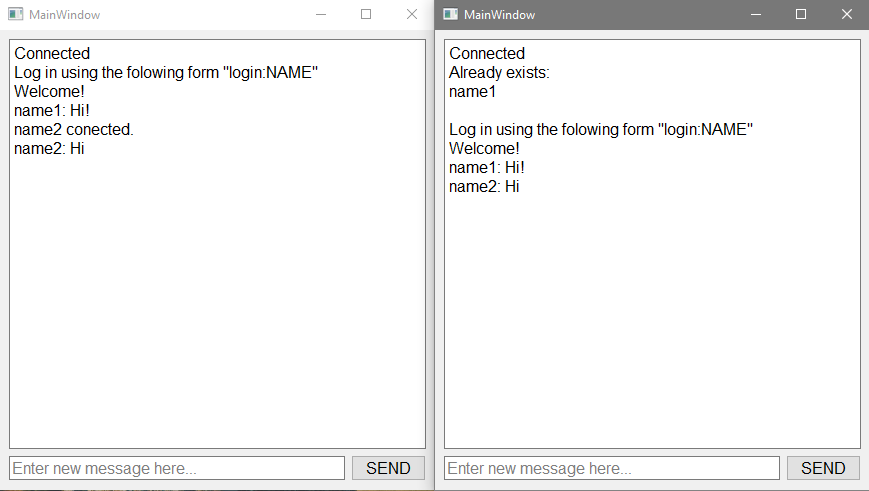 MainWindow
Connected
Log in using the folowing form "login:NAME"
Welcome!
name1: Hi!
name2 conected.
name2: Hi
Enter new message here...
SEND
MainWindow
Connected
Already exists:
name1
Log in using the folowing form "login:NAME"
Welcome!
name1: Hi!
name2: Hi
Enter new message here...
SEND